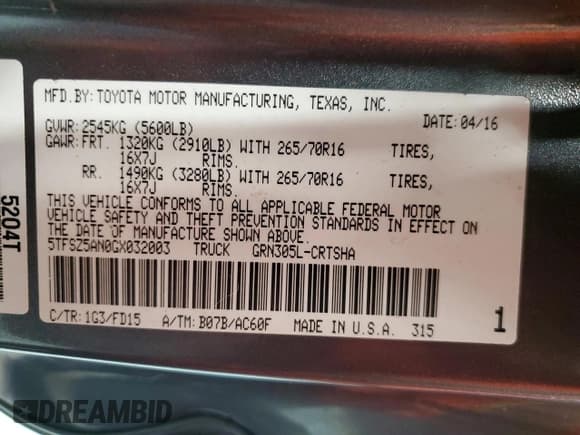 MFD.BY:TOYOTA MOTOR MANUFACTURING, TEXAS, INC.
GVWR:2545KG (5600LB) DATE:04/16
GAWR:FRT. 1320KG (2910LB) WITH 265/70R16 TIRES,
16X7J RIMS.
RR. 1490KG (3280LB) WITH 265/70R16 TIRES,
16X7J RIMS.
THIS VEHICLE CONFORMS TO ALL APPLICABLE FEDERAL MOTOR
VEHICLE SAFETY AND THEFT PREVENTION STANDARDS IN EFFECT ON
THE DATE OF MANUFACTURE SHOWN ABOVE.
5TFSZ5AN0GX032003 TRUCK GRN305L-CRTSHA
C/TR:1G3/FD15 A/TM:B07B/AC60F MADE IN U.S.A. 315 1
5204T
DREAMBID